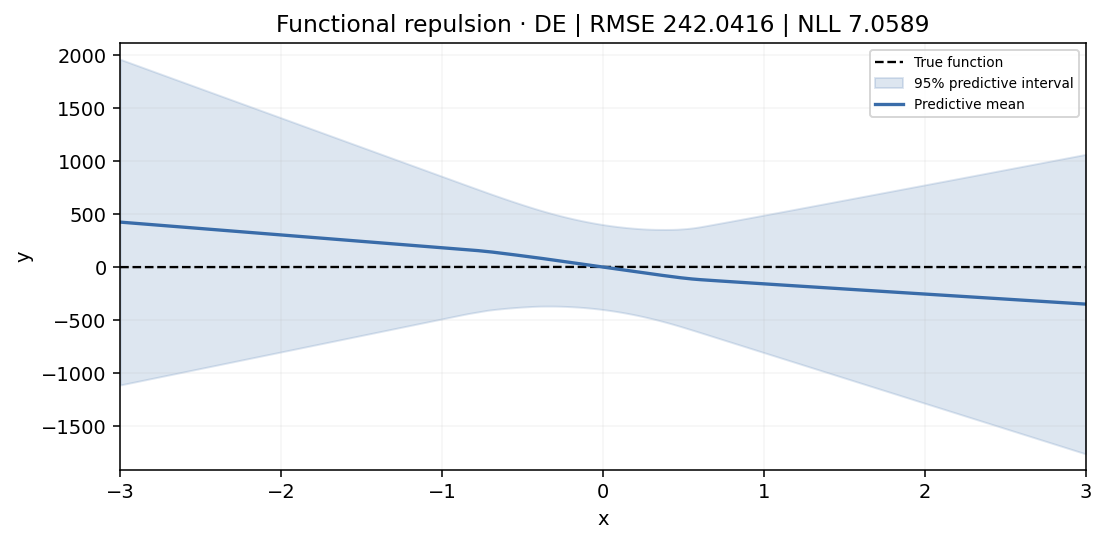 Functional repulsion · DE | RMSE 242.0416 | NLL 7.0589
True function
95% predictive interval
Predictive mean
y
2000
1500
1000
500
0
−500
−1000
−1500
−3
−2
−1
0
1
2
3
x